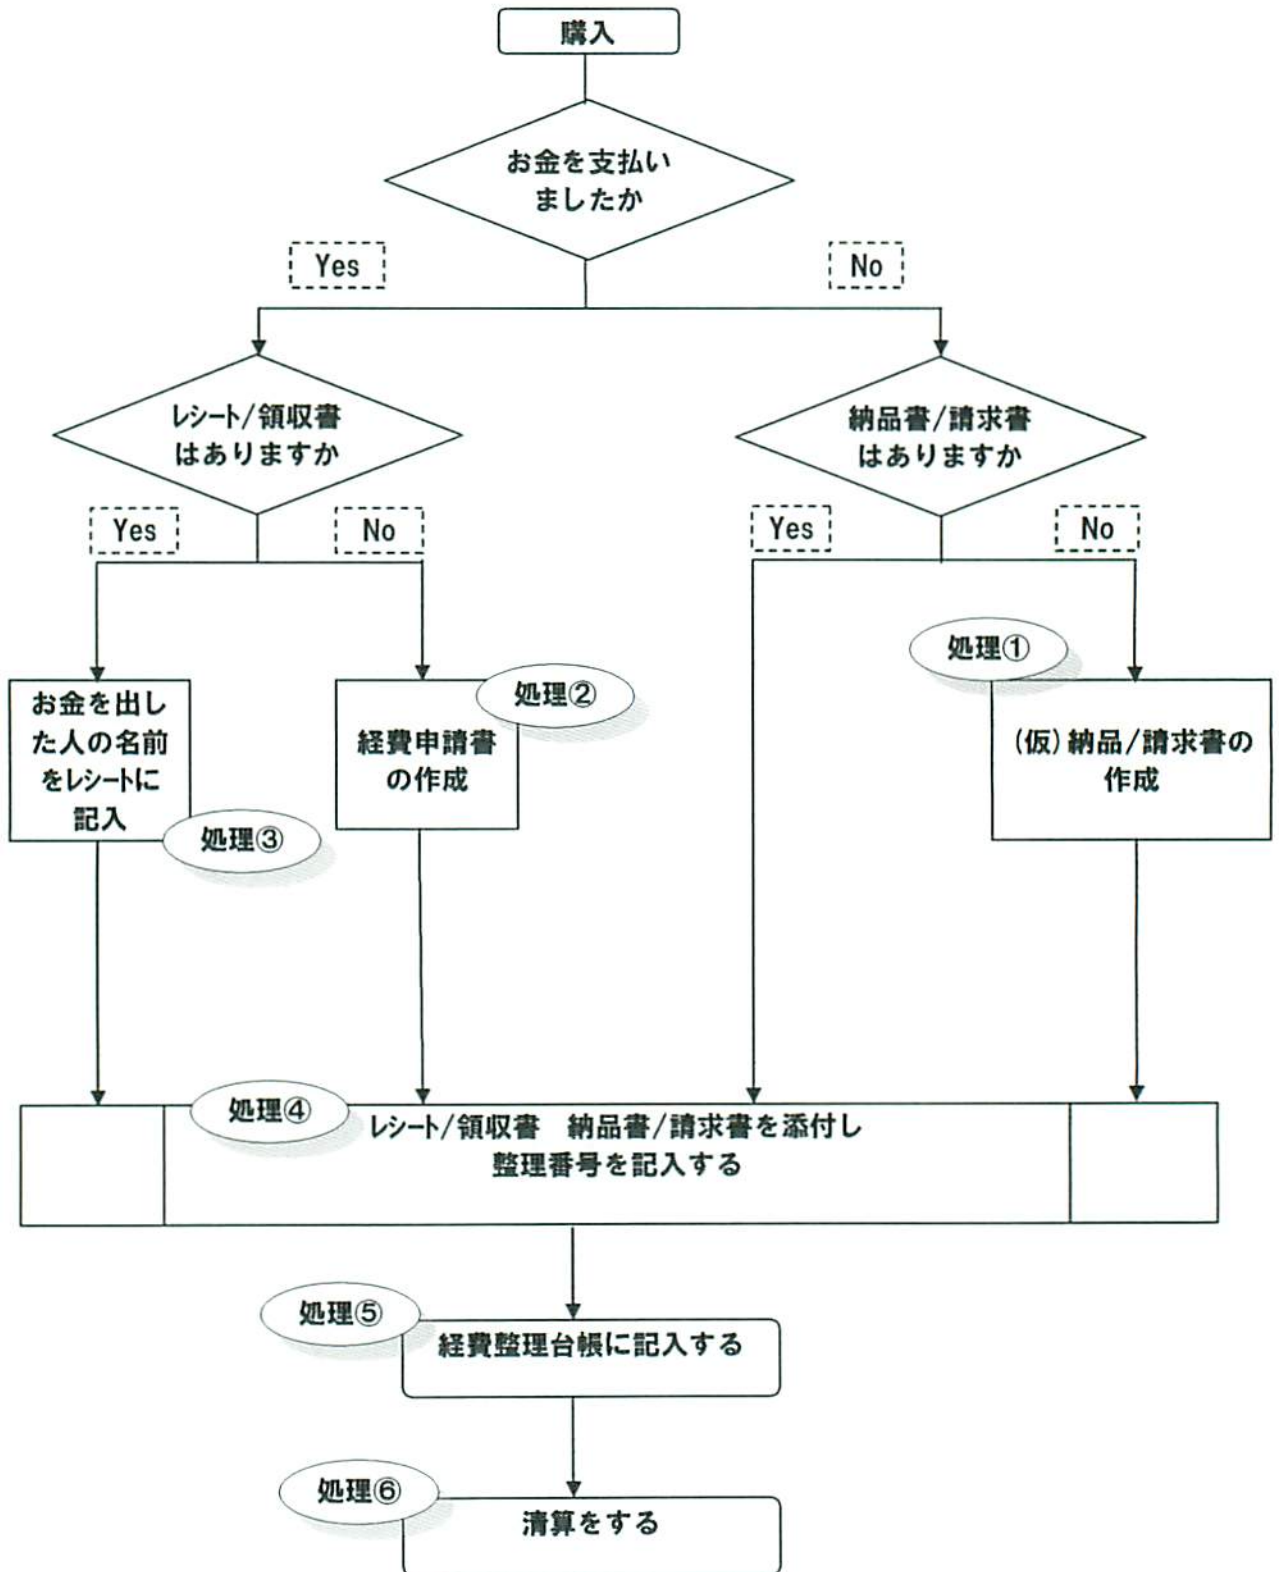 購入
お金を支払い
ましたか
Yes
No
レシート/領収書
はありますか
納品書/請求書
はありますか
Yes
No
Yes
No
処理①
処理②
お金を出し
た人の名前
をレシートに
記入
経費申請書
の作成
(仮)納品/請求書の
作成
処理③
処理④
レシート/領収書　納品書/請求書を添付し
整理番号を記入する
処理⑤
経費整理台帳に記入する
処理⑥
清算をする